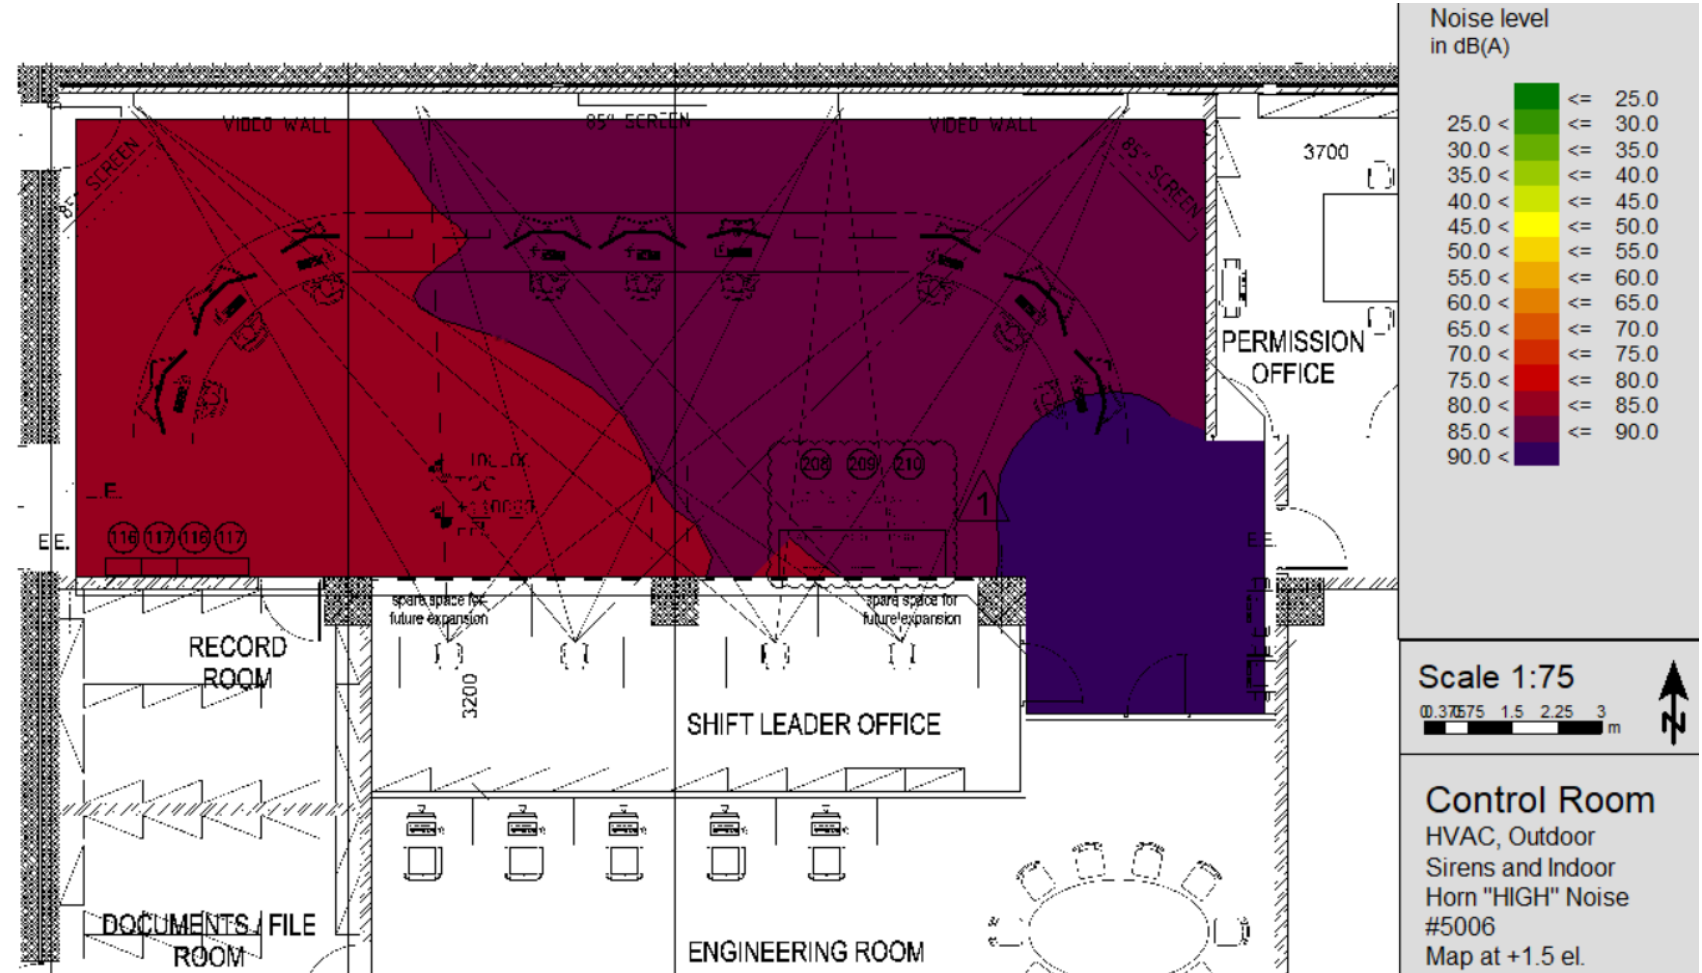 Noise level
in dB(A)
<= 25.0
25.0 < <= 30.0
30.0 < <= 35.0
35.0 < <= 40.0
40.0 < <= 45.0
45.0 < <= 50.0
50.0 < <= 55.0
55.0 < <= 60.0
60.0 < <= 65.0
65.0 < <= 70.0
70.0 < <= 75.0
75.0 < <= 80.0
80.0 < <= 85.0
85.0 < <= 90.0
90.0 <
VIDEO WALL
85" SCREEN
VIDEO WALL
85" SCREEN
85" SCREEN
3700
PERMISSION
OFFICE
208 209 210
1
E.E.
116 117 116 117
E.E.
spare space for
future expansion
spare space for
future expansion
RECORD
ROOM
3200
SHIFT LEADER OFFICE
DOCUMENTS / FILE
ROOM
ENGINEERING ROOM
Scale 1:75
0 0.375 0.75 1.5 2.25 3
m
N
Control Room
HVAC, Outdoor
Sirens and Indoor
Horn "HIGH" Noise
#5006
Map at +1.5 el.